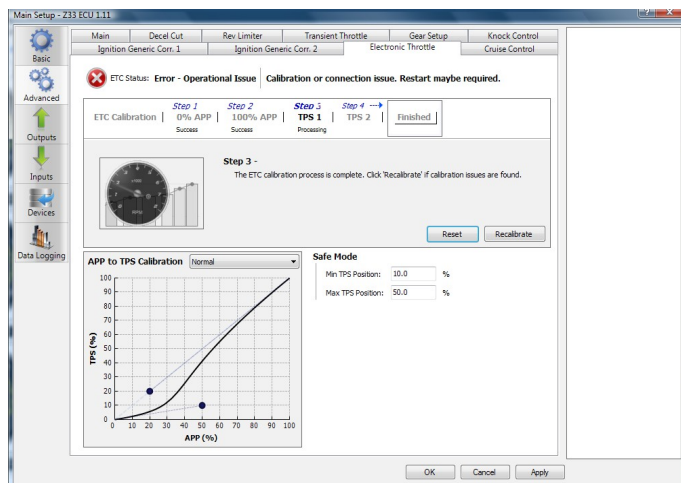 Main Setup - Z33 ECU 1.11
Main Decel Cut Rev Limiter Transient Throttle Gear Setup Knock Control
Ignition Generic Corr. 1 Ignition Generic Corr. 2 Electronic Throttle Cruise Control
Basic
Advanced
Outputs
Inputs
Devices
Data Logging
ETC Status: Error - Operational Issue Calibration or connection issue. Restart maybe required.
Step 1 Step 2 Step 3 Step 4
ETC Calibration 0% APP 100% APP TPS 1 TPS 2 Finished
Success Success Processing
Step 3 -
The ETC calibration process is complete. Click 'Recalibrate' if calibration issues are found.
Reset Recalibrate
APP to TPS Calibration Normal
Safe Mode
Min TPS Position: 10.0 %
Max TPS Position: 50.0 %
TPS (%)
100
90
80
70
60
50
40
30
20
10
0
0 10 20 30 40 50 60 70 80 90 100
APP (%)
OK Cancel Apply